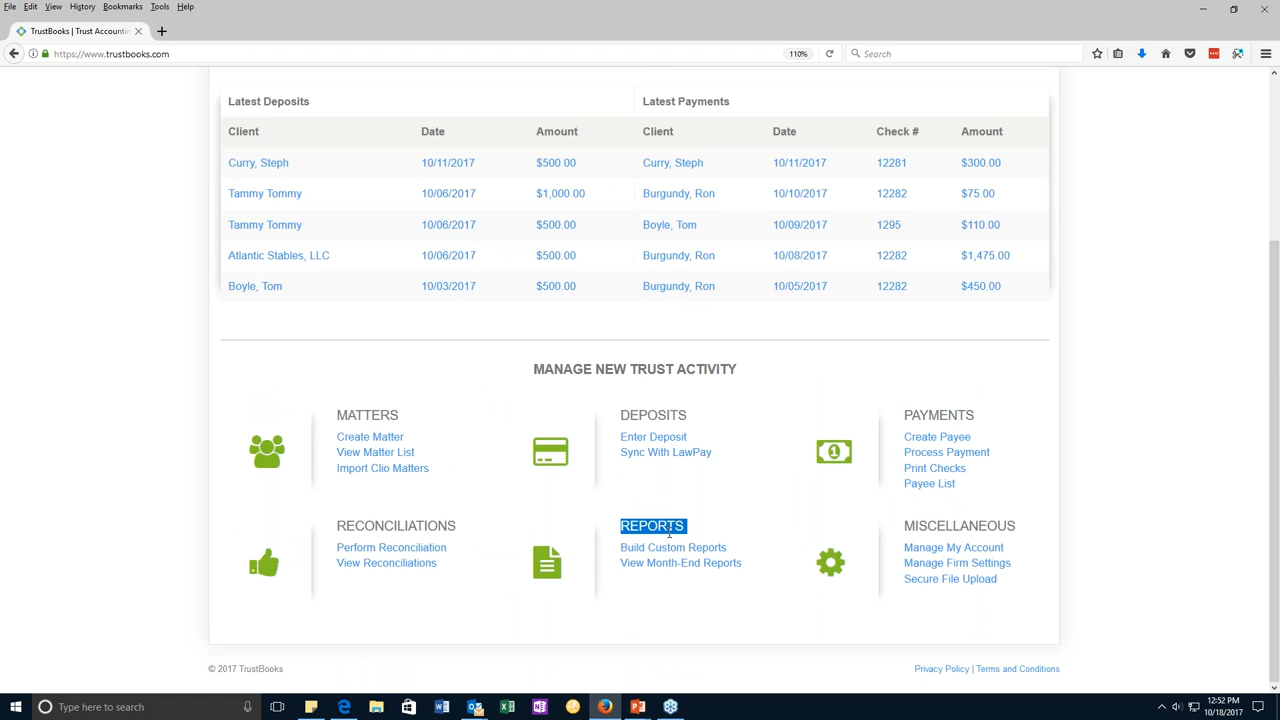 File Edit View History Bookmarks Tools Help
TrustBooks | Trust Accountin
https://www.trustbooks.com 110% Search
Latest Deposits Latest Payments
Client Date Amount Client Date Check # Amount
Curry, Steph 10/11/2017 $500.00 Curry, Steph 10/11/2017 12281 $300.00
Tammy Tommy 10/06/2017 $1,000.00 Burgundy, Ron 10/10/2017 12282 $75.00
Tammy Tommy 10/06/2017 $500.00 Boyle, Tom 10/09/2017 1295 $110.00
Atlantic Stables, LLC 10/06/2017 $500.00 Burgundy, Ron 10/08/2017 12282 $1,475.00
Boyle, Tom 10/03/2017 $500.00 Burgundy, Ron 10/05/2017 12282 $450.00
MANAGE NEW TRUST ACTIVITY
MATTERS
Create Matter
View Matter List
Import Clio Matters
DEPOSITS
Enter Deposit
Sync With LawPay
PAYMENTS
Create Payee
Process Payment
Print Checks
Payee List
RECONCILIATIONS
Perform Reconciliation
View Reconciliations
REPORTS
Build Custom Reports
View Month-End Reports
MISCELLANEOUS
Manage My Account
Manage Firm Settings
Secure File Upload
© 2017 TrustBooks Privacy Policy | Terms and Conditions
Type here to search
12:52 PM
10/18/2017